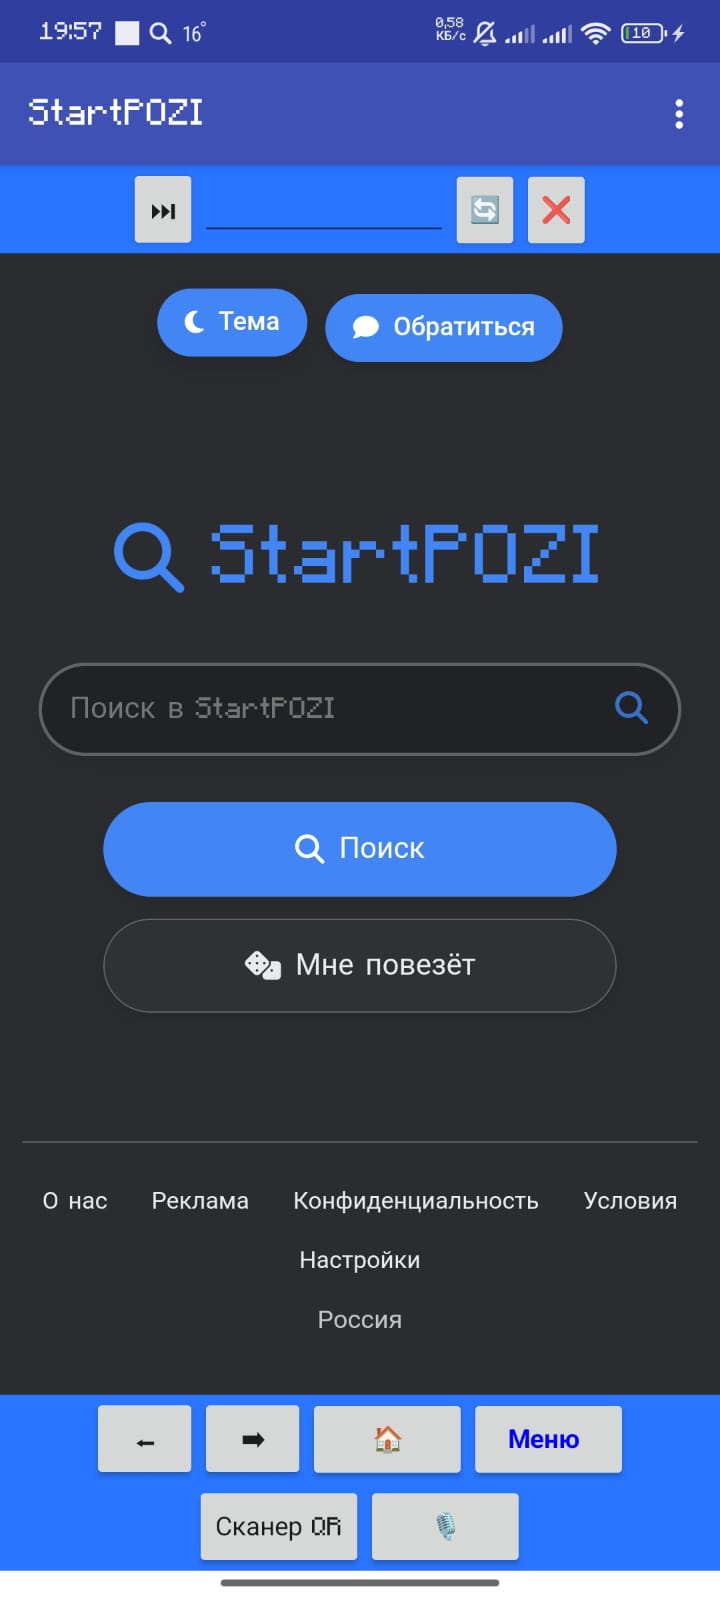 19:57 16° 0,58 КБ/с 10
StartPOZI
Тема Обратиться
StartPOZI
Поиск в StartPOZI
Поиск
Мне повезёт
О нас Реклама Конфиденциальность Условия
Настройки
Россия
Меню
Сканер QR